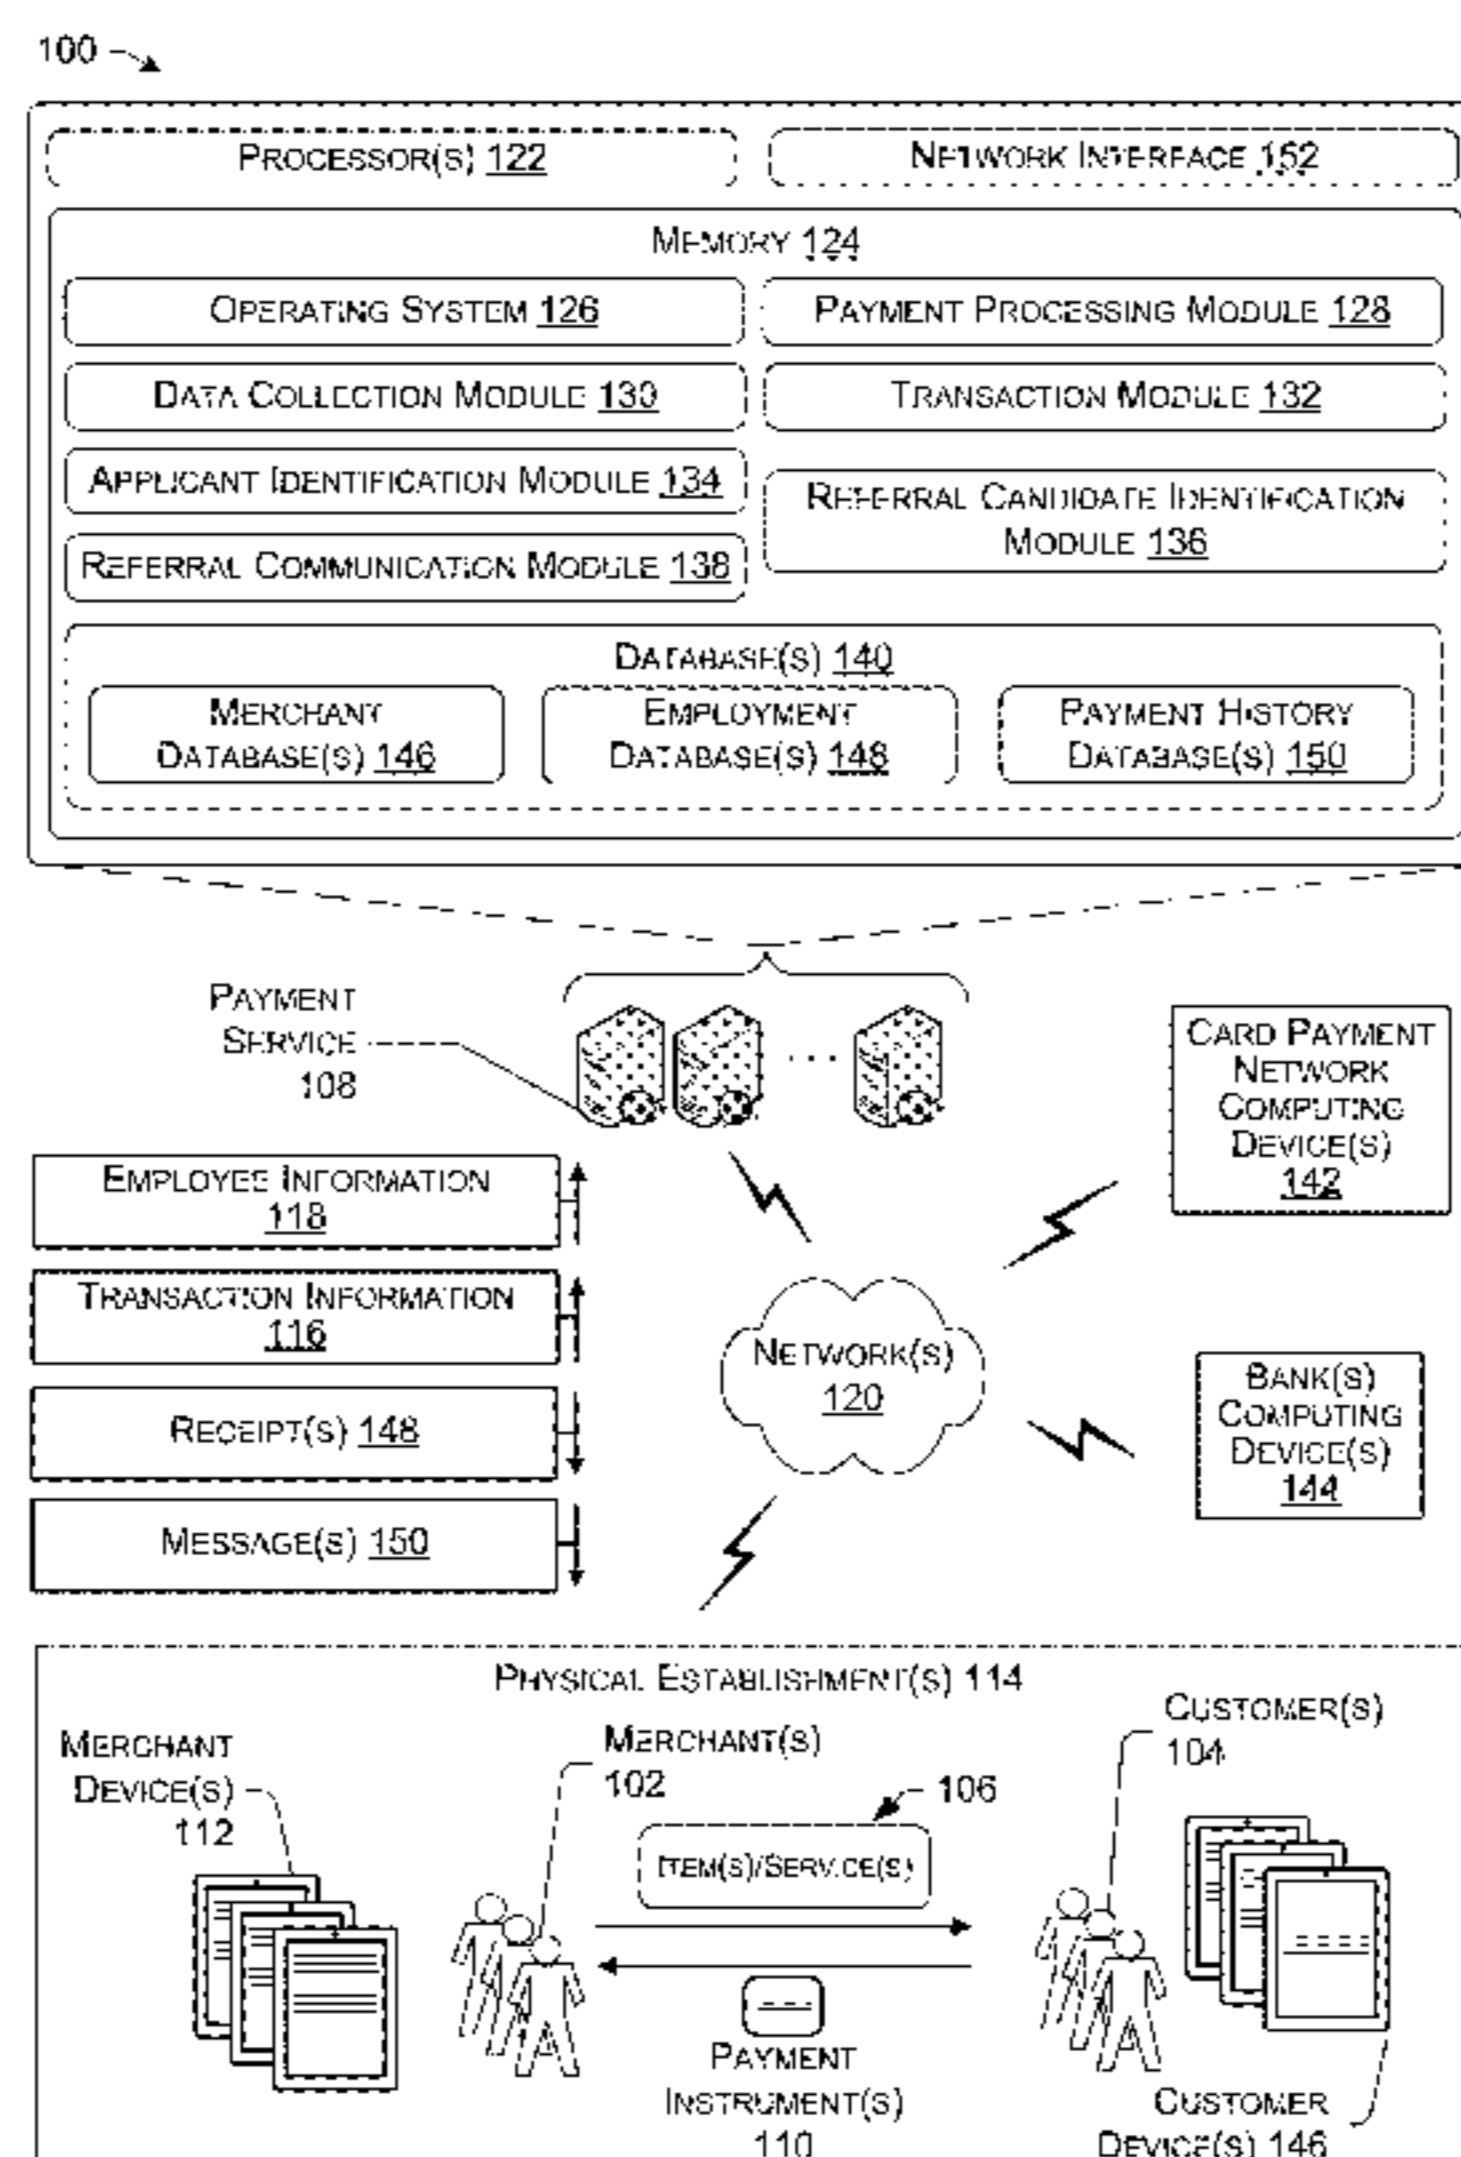 100
PROCESSOR(S) 122
NETWORK INTERFACE 152
MEMORY 124
OPERATING SYSTEM 126
PAYMENT PROCESSING MODULE 128
DATA COLLECTION MODULE 130
TRANSACTION MODULE 132
APPLICANT IDENTIFICATION MODULE 134
REFERRAL CANDIDATE IDENTIFICATION
MODULE 136
REFERRAL COMMUNICATION MODULE 138
DATABASE(S) 140
MERCHANT
DATABASE(S) 146
EMPLOYMENT
DATABASE(S) 148
PAYMENT HISTORY
DATABASE(S) 150
PAYMENT
SERVICE
108
CARD PAYMENT
NETWORK
COMPUTING
DEVICE(S)
142
EMPLOYEE INFORMATION
118
TRANSACTION INFORMATION
116
RECEIPT(S) 148
MESSAGE(S) 150
NETWORK(S)
120
BANK(S)
COMPUTING
DEVICE(S)
144
PHYSICAL ESTABLISHMENT(S) 114
MERCHANT
DEVICE(S)
112
MERCHANT(S)
102
106
ITEM(S)/SERVICE(S)
CUSTOMER(S)
104
PAYMENT
INSTRUMENT(S)
110
CUSTOMER
DEVICE(S) 146